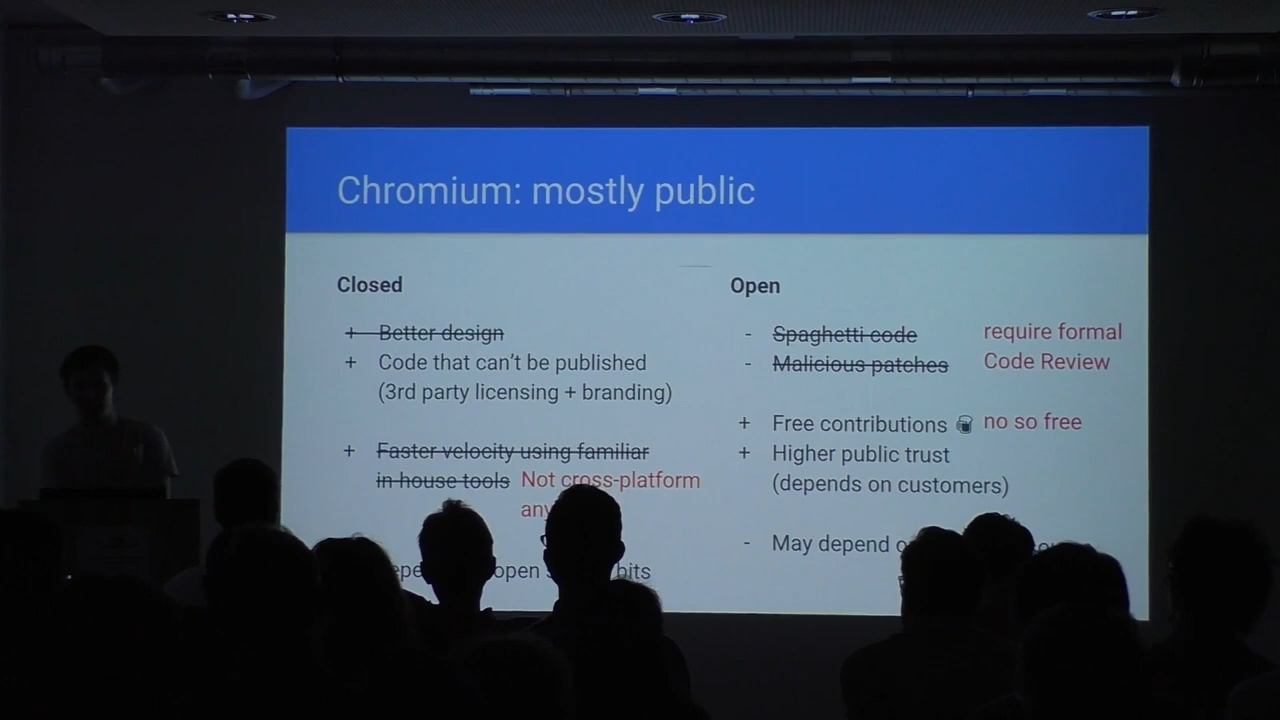 Chromium: mostly public
Closed
+ Better design
+ Code that can't be published
(3rd party licensing + branding)
+ Faster velocity using familiar
in house tools Not cross-platform
open bits
Open
- Spaghetti code require formal
- Malicious patches Code Review
+ Free contributions no so free
+ Higher public trust
(depends on customers)
- May depend